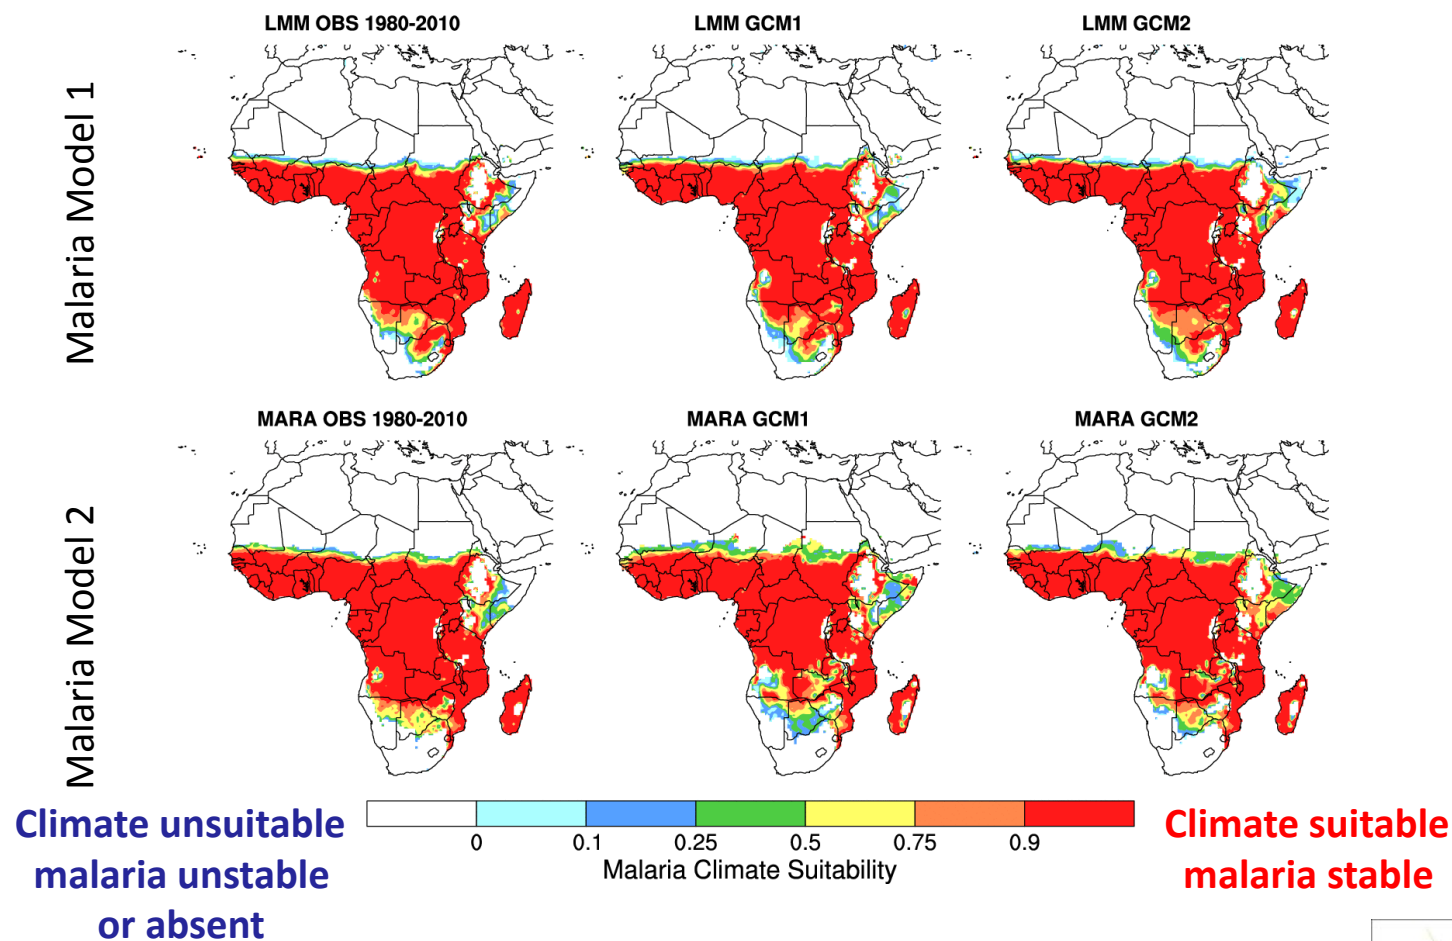 LMM OBS 1980-2010
LMM GCM1
LMM GCM2
Malaria Model 1
MARA OBS 1980-2010
MARA GCM1
MARA GCM2
Malaria Model 2
0
0.1
0.25
0.5
0.75
0.9
Malaria Climate Suitability
Climate unsuitable
malaria unstable
or absent
Climate suitable
malaria stable